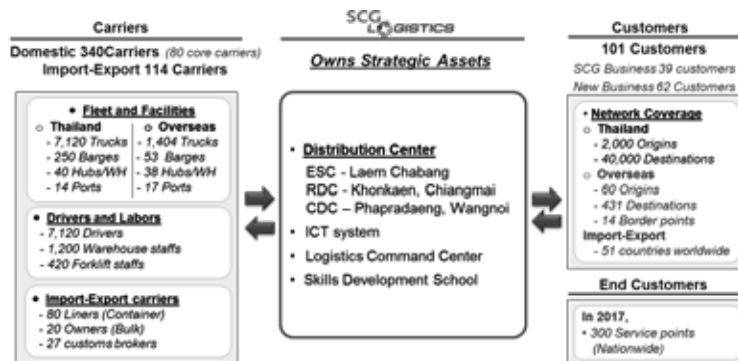 Carriers
Domestic 340Carriers (80 core carriers)
Import-Export 114 Carriers
• Fleet and Facilities
o Thailand
- 7,120 Trucks
- 250 Barges
- 40 Hubs/WH
- 14 Ports
o Overseas
- 1,404 Trucks
- 53 Barges
- 38 Hubs/WH
- 17 Ports
• Drivers and Labors
- 7,120 Drivers
- 1,200 Warehouse staffs
- 420 Forklift staffs
• Import-Export carriers
- 80 Liners (Container)
- 20 Owners (Bulk)
- 27 customs brokers
SCG
LOGISTICS
Owns Strategic Assets
• Distribution Center
ESC - Laem Chabang
RDC - Khonkaen, Chiangmai
CDC – Phapradaeng, Wangnoi
• ICT system
• Logistics Command Center
• Skills Development School
Customers
101 Customers
SCG Business 39 customers
New Business 62 Customers
• Network Coverage
o Thailand
- 2,000 Origins
- 40,000 Destinations
o Overseas
- 60 Origins
- 431 Destinations
- 14 Border points
Import-Export
- 51 countries worldwide
End Customers
In 2017,
• 300 Service points
(Nationwide)